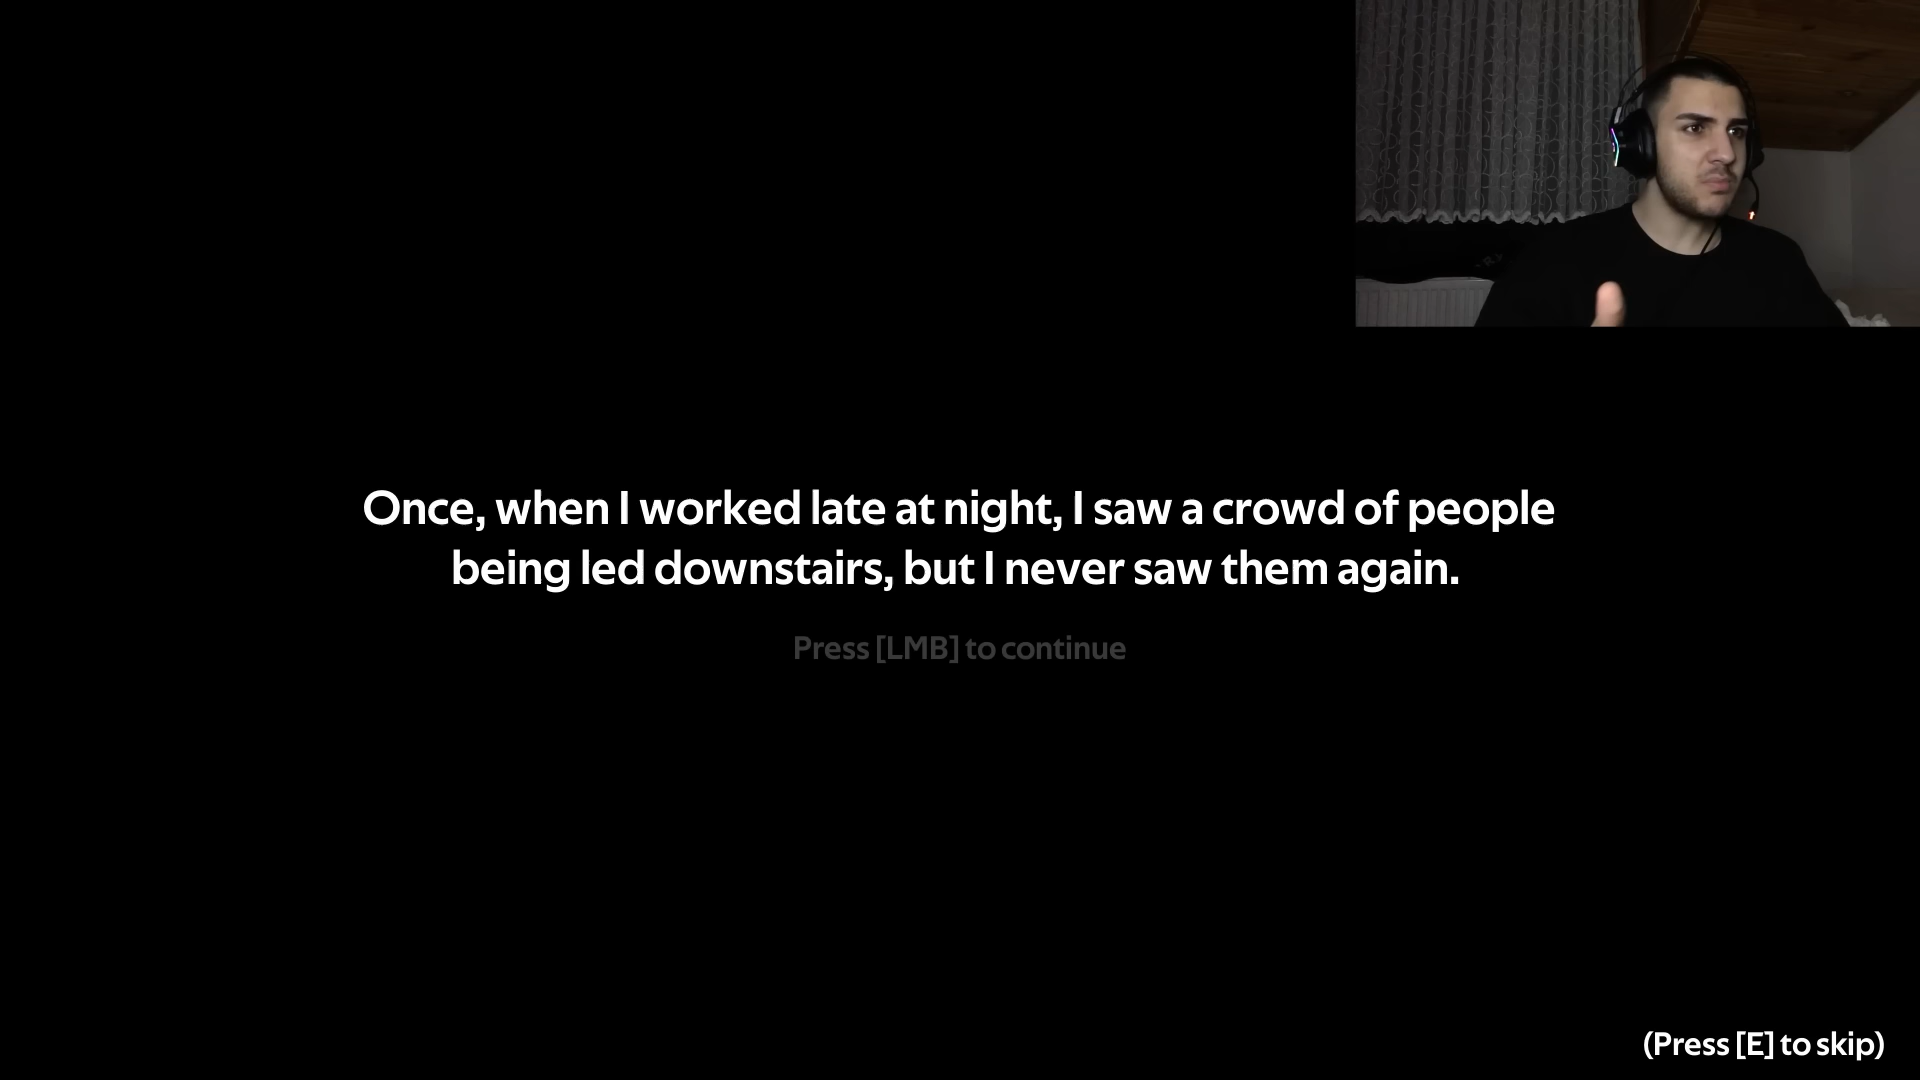 Once, when I worked late at night, I saw a crowd of people
being led downstairs, but I never saw them again.
Press [LMB] to continue
(Press [E] to skip)